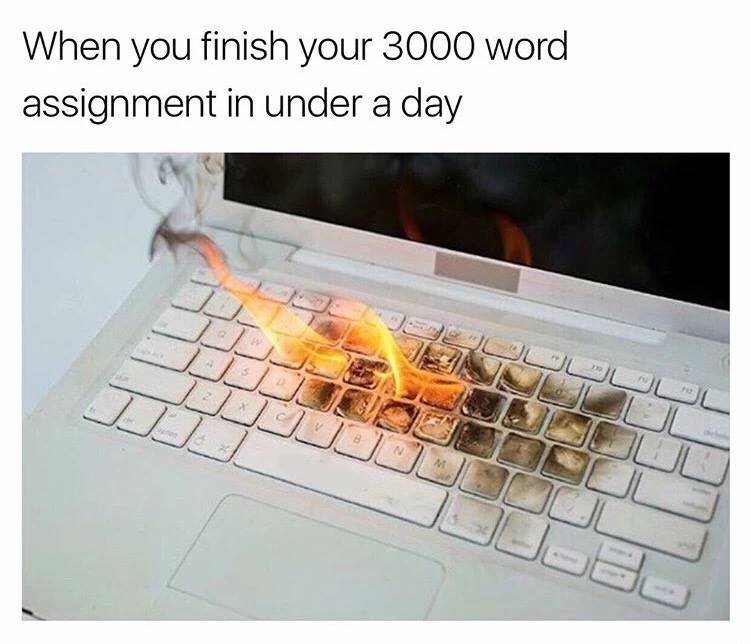 When you finish your 3000 word
assignment in under a day
Q W
A S D
Z X C V B N M